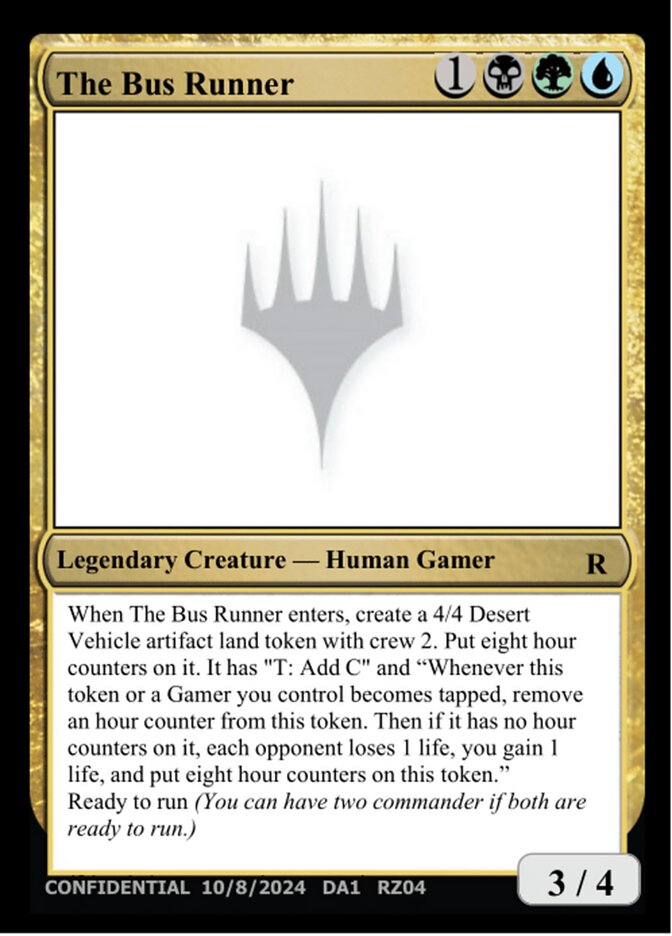 The Bus Runner 1
Legendary Creature — Human Gamer R
When The Bus Runner enters, create a 4/4 Desert
Vehicle artifact land token with crew 2. Put eight hour
counters on it. It has "T: Add C" and “Whenever this
token or a Gamer you control becomes tapped, remove
an hour counter from this token. Then if it has no hour
counters on it, each opponent loses 1 life, you gain 1
life, and put eight hour counters on this token.”
Ready to run (You can have two commander if both are
ready to run.)
CONFIDENTIAL 10/8/2024 DA1 RZ04
3 / 4